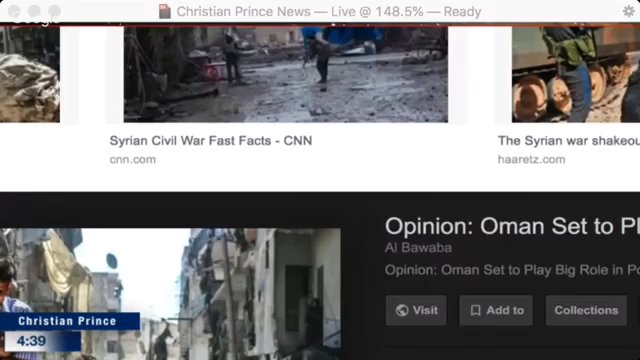 Christian Prince News — Live @ 148.5% — Ready
Syrian Civil War Fast Facts - CNN
cnn.com
The Syrian war shakeou
haaretz.com
Opinion: Oman Set to Pl
Al Bawaba
Opinion: Oman Set to Play Big Role in Po
Visit
Add to
Collections
Christian Prince
4:39